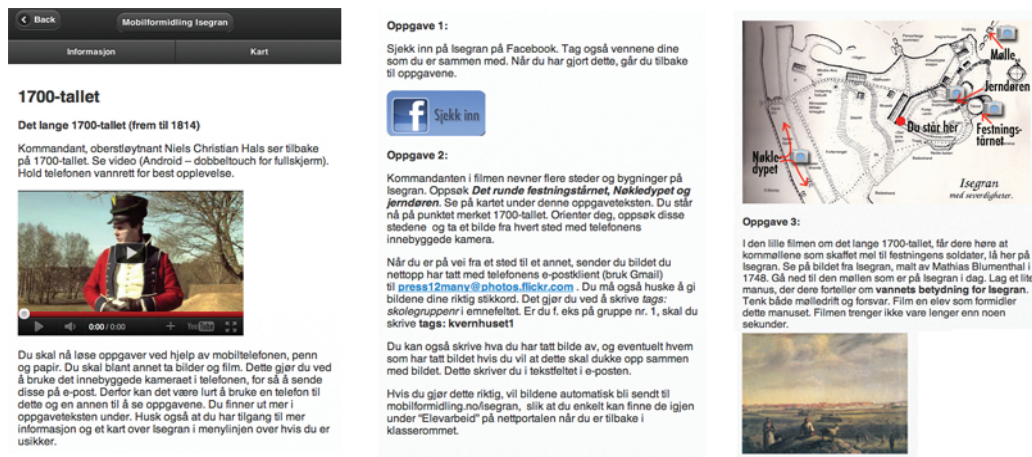 Back
Mobilformidling Isegran
Informasjon
Kart
1700-tallet
Det lange 1700-tallet (frem til 1814)
Kommandant, oberstløytnant Niels Christian Hals ser tilbake
på 1700-tallet. Se video (Android – dobbeltouch for fullskjerm).
Hold telefonen vannrett for best opplevelse.
0:00 / 0:00
YouTube
Du skal nå løse oppgaver ved hjelp av mobiltelefonen, penn
og papir. Du skal blant annet ta bilder og film. Dette gjør du ved
å bruke det innebygde kameraet i telefonen, for så å sende
disse på e-post. Derfor kan det være lurt å bruke en telefon til
dette og en annen til å se oppgavene. Du finner ut mer i
oppgaveteksten under. Husk også at du har tilgang til mer
informasjon og et kart over Isegran i menylinjen over hvis du er
usikker.
Oppgave 1:
Sjekk inn på Isegran på Facebook. Tag også vennene dine
som du er sammen med. Når du har gjort dette, går du tilbake
til oppgavene.
f Sjekk inn
Oppgave 2:
Kommandanten i filmen nevner flere steder og bygninger på
Isegran. Oppsøk Det runde festningstårnet, Nøkledypet og
jerndøren. Se på kartet under denne oppgaveteksten. Du står
nå på punktet merket 1700-tallet. Orienter deg, oppsøk disse
stedene og ta et bilde fra hvert sted med telefonens
innebyggede kamera.
Når du er på vei fra et sted til et annet, sender du bildet du
nettopp har tatt med telefonens e-postklient (bruk Gmail)
til press12many@photos.flickr.com . Du må også huske å gi
bildene dine riktig stikkord. Det gjør du ved å skrive tags:
skolegruppenr i emnefeltet. Er du f. eks på gruppe nr. 1, skal du
skrive tags: kvernhuset1
Du kan også skrive hva du har tatt bilde av, og eventuelt hvem
som har tatt bildet hvis du vil at dette skal dukke opp sammen
med bildet. Dette skriver du i tekstfeltet i e-posten.
Hvis du gjør dette riktig, vil bildene automatisk bli sendt til
mobilformidling.no/isegran, slik at du enkelt kan finne de igjen
under "Elevarbeid" på nettportalen når du er tilbake i
klasserommet.
Mølle
Jerndøren
Du står her
Festnings-
tårnet
Nøkle-
dypet
Isegran
med severdigheter.
Oppgave 3:
I den lille filmen om det lange 1700-tallet, får dere høre at
kornmøllene som skaffet mel til festningens soldater, lå her på
Isegran. Se på bildet fra Isegran, malt av Mathias Blumenthal i
1748. Gå ned til den møllen som er på Isegran i dag. Lag et lite
manus, der dere forteller om vannets betydning for Isegran.
Tenk både mølledrift og forsvar. Film en elev som formidler
dette manuset. Filmen trenger ikke vare lenger enn noen
sekunder.